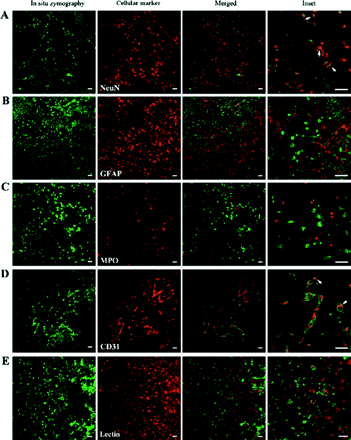 In situ zymography Cellular marker Merged Inset
A
NeuN
B
GFAP
C
MPO
D
CD31
E
Lectin